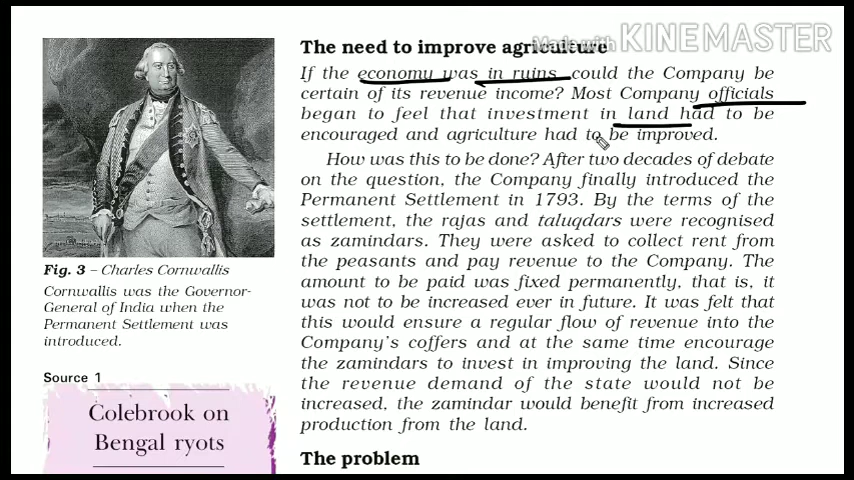 The need to improve agriculture
Made with KINEMASTER
If the economy was in ruins, could the Company be
certain of its revenue income? Most Company officials
began to feel that investment in land had to be
encouraged and agriculture had to be improved.
How was this to be done? After two decades of debate
on the question, the Company finally introduced the
Permanent Settlement in 1793. By the terms of the
settlement, the rajas and taluqdars were recognised
as zamindars. They were asked to collect rent from
the peasants and pay revenue to the Company. The
amount to be paid was fixed permanently, that is, it
was not to be increased ever in future. It was felt that
this would ensure a regular flow of revenue into the
Company's coffers and at the same time encourage
the zamindars to invest in improving the land. Since
the revenue demand of the state would not be
increased, the zamindar would benefit from increased
production from the land.
The problem
Fig. 3 – Charles Cornwallis
Cornwallis was the Governor-
General of India when the
Permanent Settlement was
introduced.
Source 1
Colebrook on
Bengal ryots